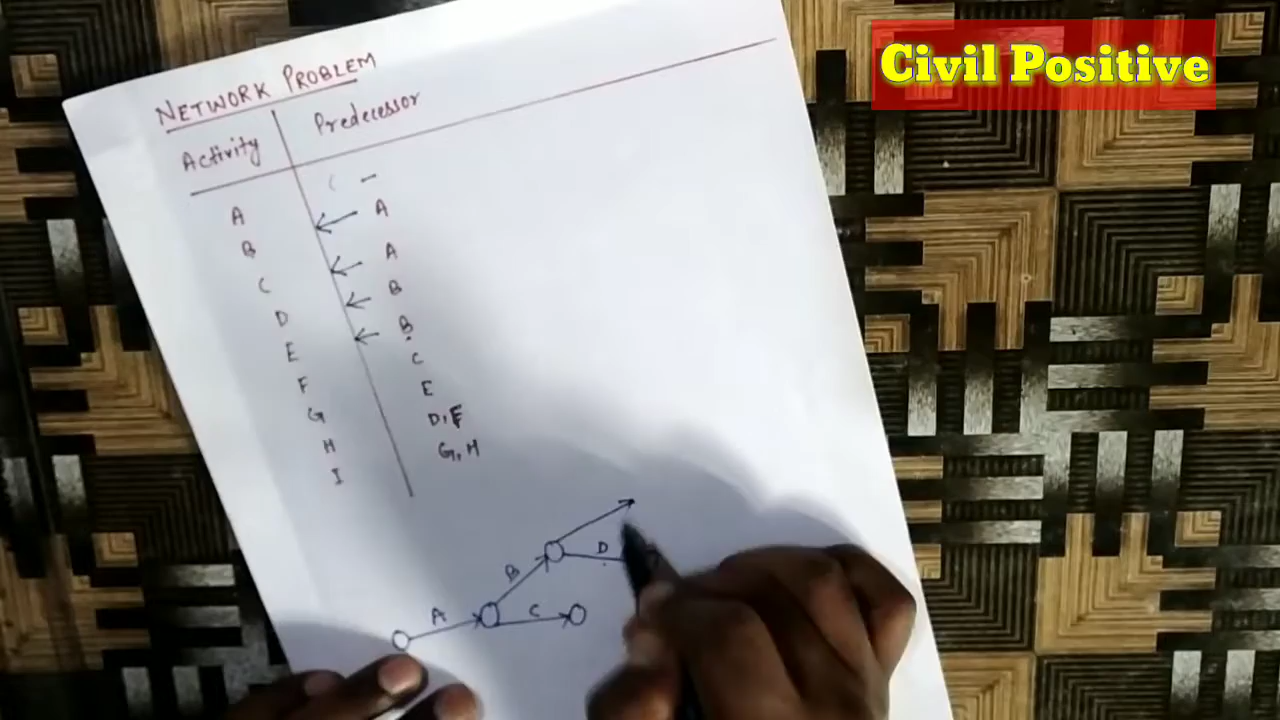 Civil Positive
NETWORK PROBLEM
Activity Predecessor
A -
B A
C A
D B
E B
F C
G E
H D, F
I G, H
D
B
A C